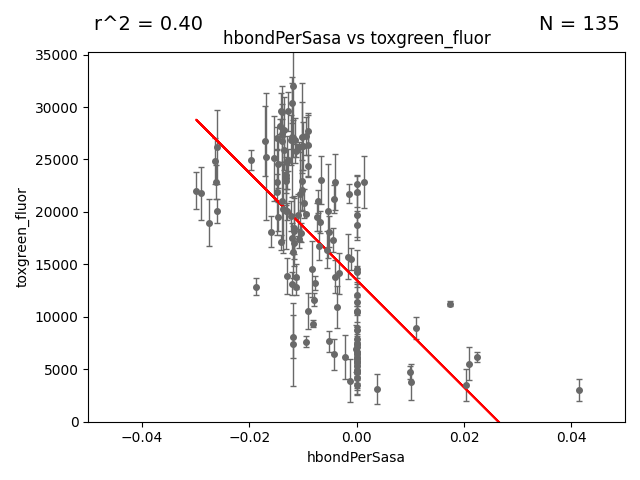 r^2 = 0.40
N = 135
hbondPerSasa vs toxgreen_fluor
35000
30000
25000
20000
15000
10000
5000
0
toxgreen_fluor
−0.04 −0.02 0.00 0.02 0.04
hbondPerSasa